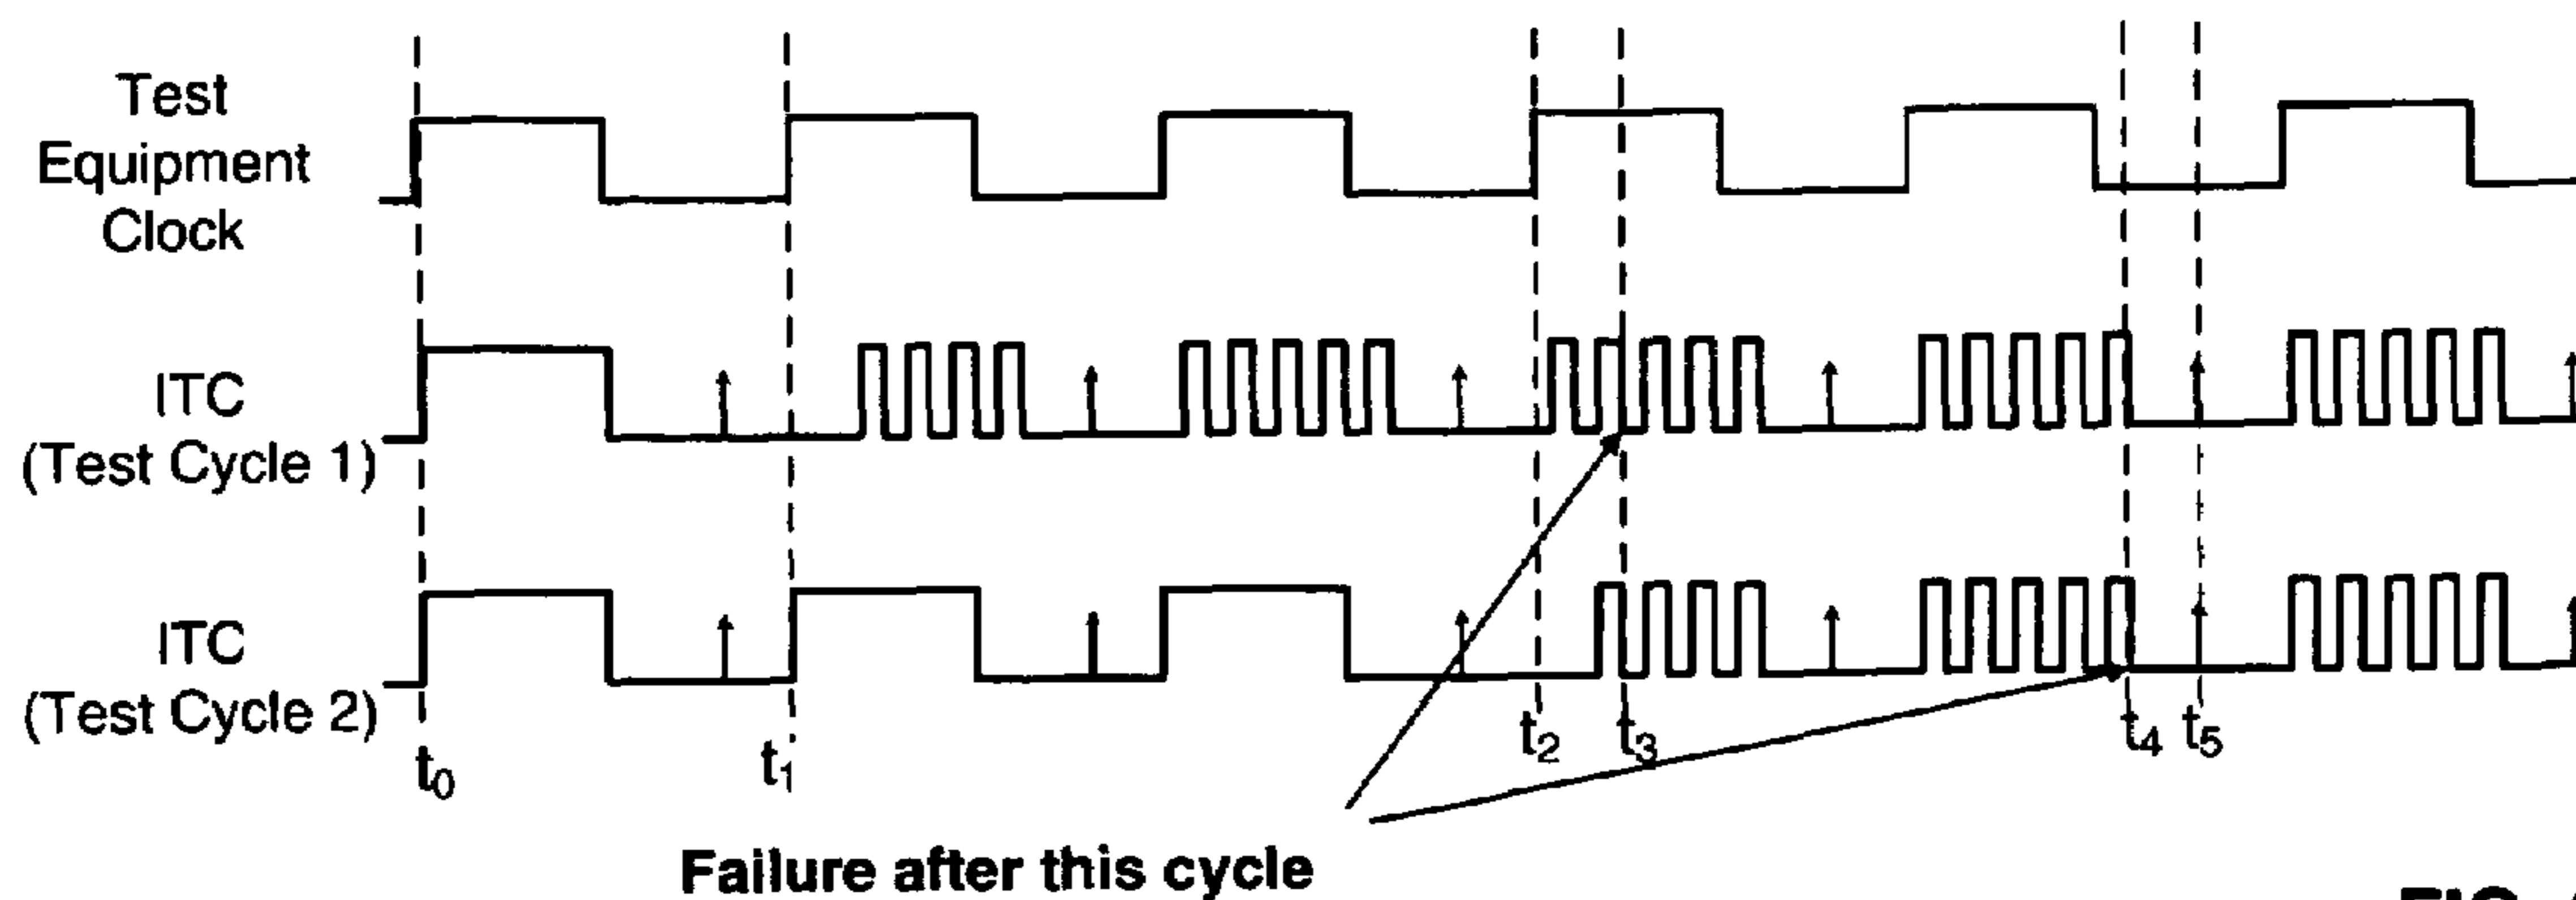 Test
Equipment
Clock
ITC
(Test Cycle 1)
ITC
(Test Cycle 2)
t0
t1
t2
t3
t4
t5
Failure after this cycle